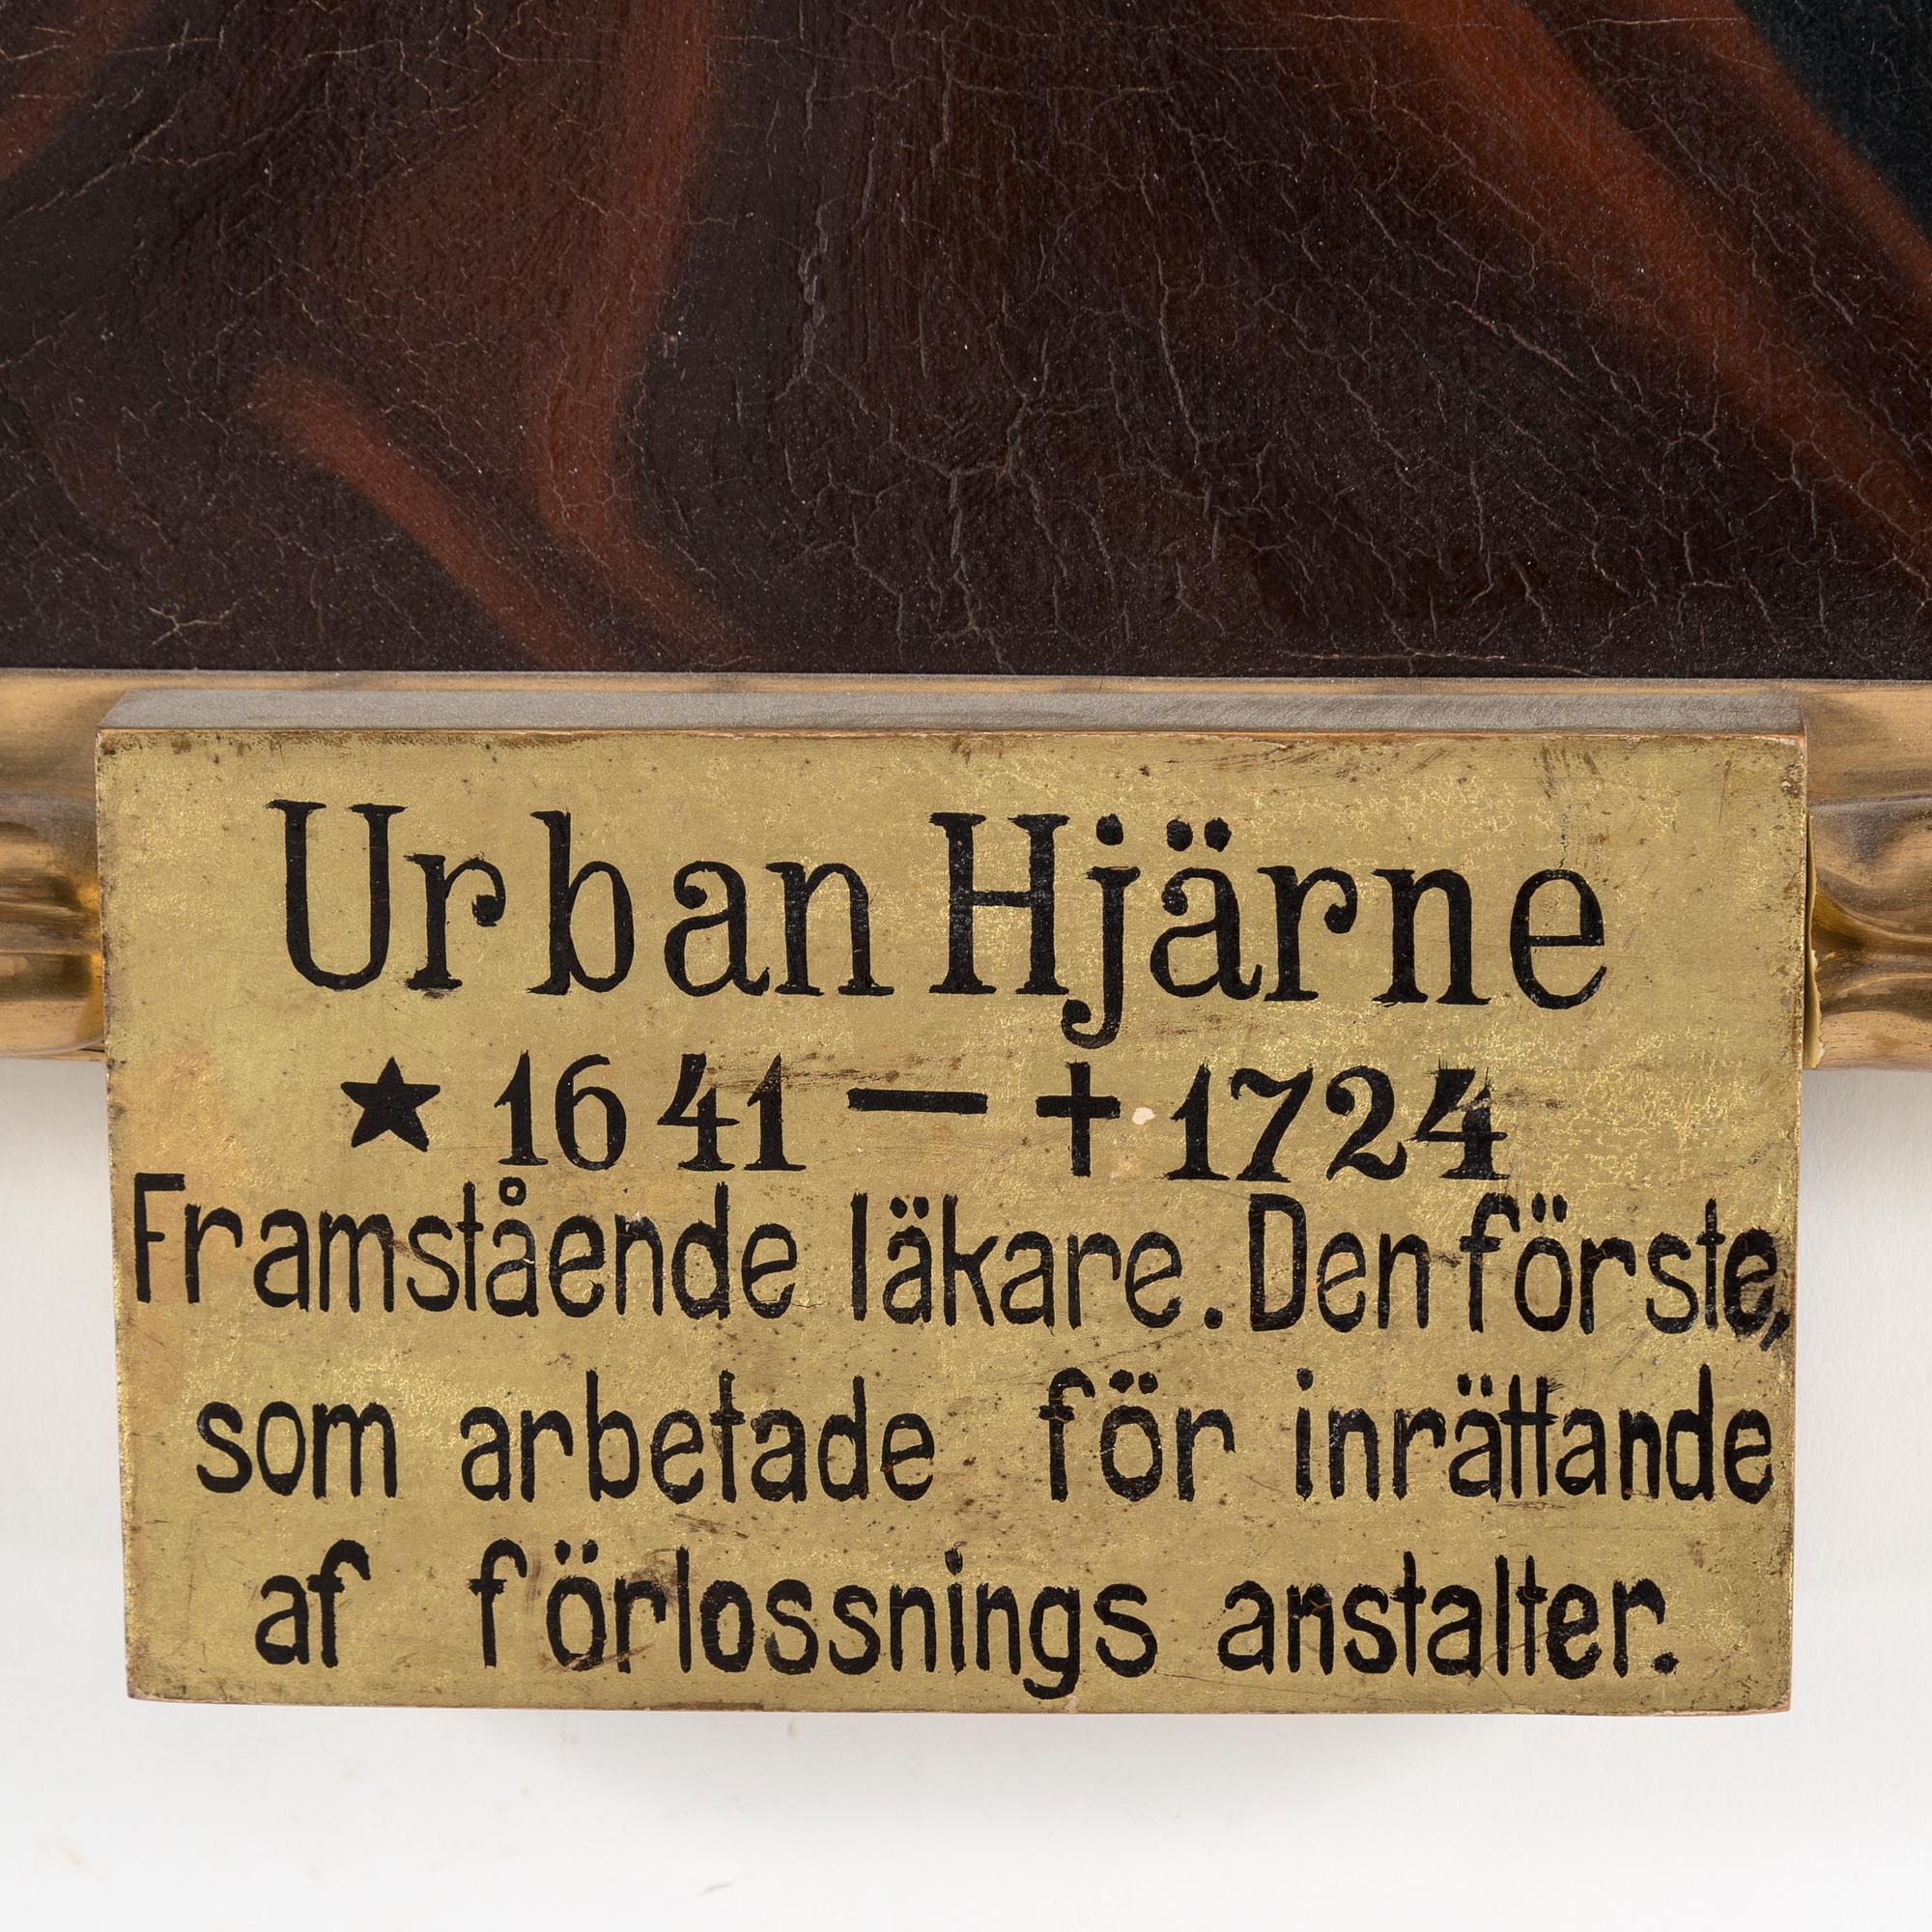 Urban Hjärne
★ 1641 — † 1724
Framstående läkare. Den förste,
som arbetade för inrättande
af förlossnings anstalter.